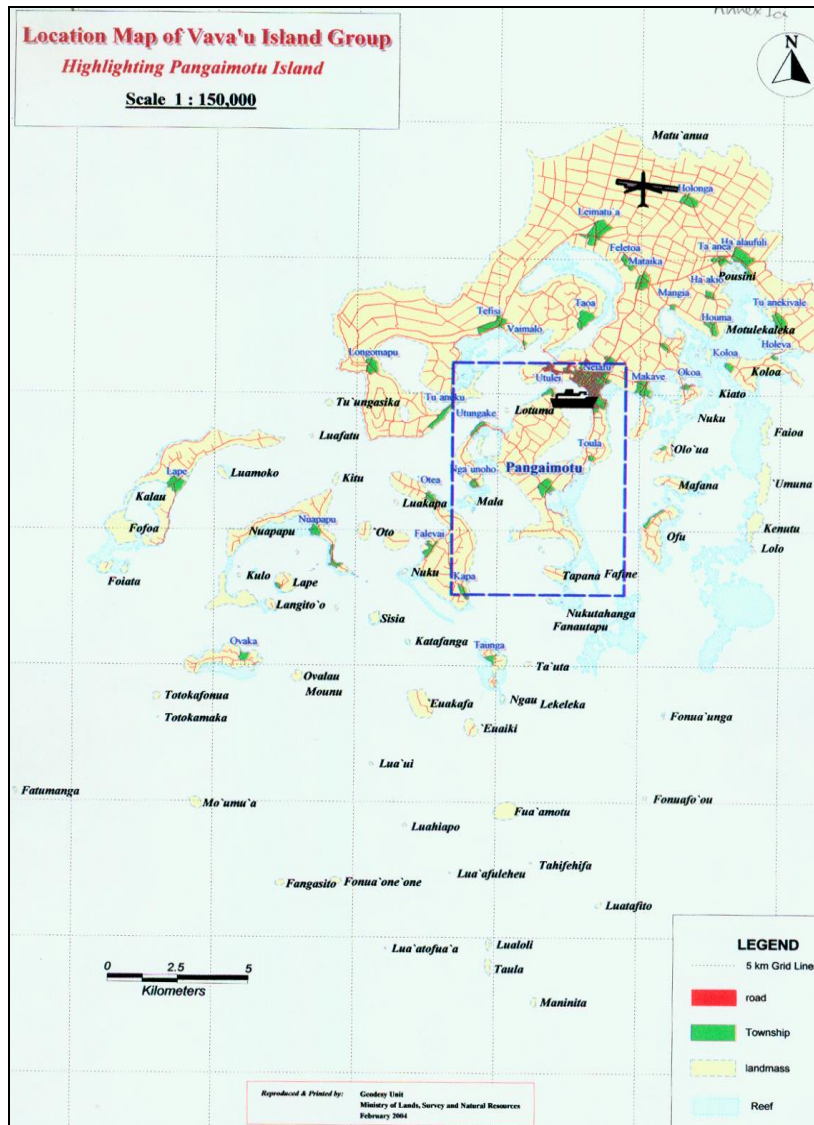 Annex 1a
Location Map of Vava'u Island Group
Highlighting Pangaimotu Island
Scale 1 : 150,000
N
Matu`anua
Holonga
Leimatu`a
Feletoa
Mataika
Ta`anea
Ha`alaufuli
Pousini
Ha`akio
Mangia
Tu`anekivale
Houma
Motulekaleka
Taoa
Tefisi
Vaimalo
Holeva
Koloa
Koloa
Longomapu
Neiafu
Utulei
Makave
Okoa
Kiato
Tu`ungasika
Tu`aneku
Utungake
Lotuma
Nuku
Faioa
Luafatu
Toula
Olo`ua
Lape
Luamoko
Kitu
`Otea
Nga`unoho
Pangaimotu
Mafana
Umuna
Kalau
Luakapa
Mala
Fofoa
Nuapapu
Nuapapu
`Oto
Falevai
Ofu
Kenutu
Lolo
Foiata
Kulo
Lape
Nuku
Kapa
Tapana
Fafine
Langito`o
Sisia
Nukutahanga
Fanautapu
Katafanga
Ovaka
Taunga
Ta`uta
Ovalau
Mounu
Totokafonua
Totokamaka
`Euakafa
Ngau
Lekeleka
Fonua`unga
`Euaiki
Lua`ui
Fatumanga
Mo`umu`a
Fonuafo`ou
Fua`amotu
Luahiapo
Tahifehifa
Lua`afuleheu
Fangasito
Fonua`one`one
Luatafito
Lua`atofua`a
Lualoli
Taula
Maninita
0 2.5 5
Kilometers
LEGEND
5 km Grid Line
road
Township
landmass
Reef
Reproduced & Printed by: Geodesy Unit
Ministry of Lands, Survey and Natural Resources
February 2004